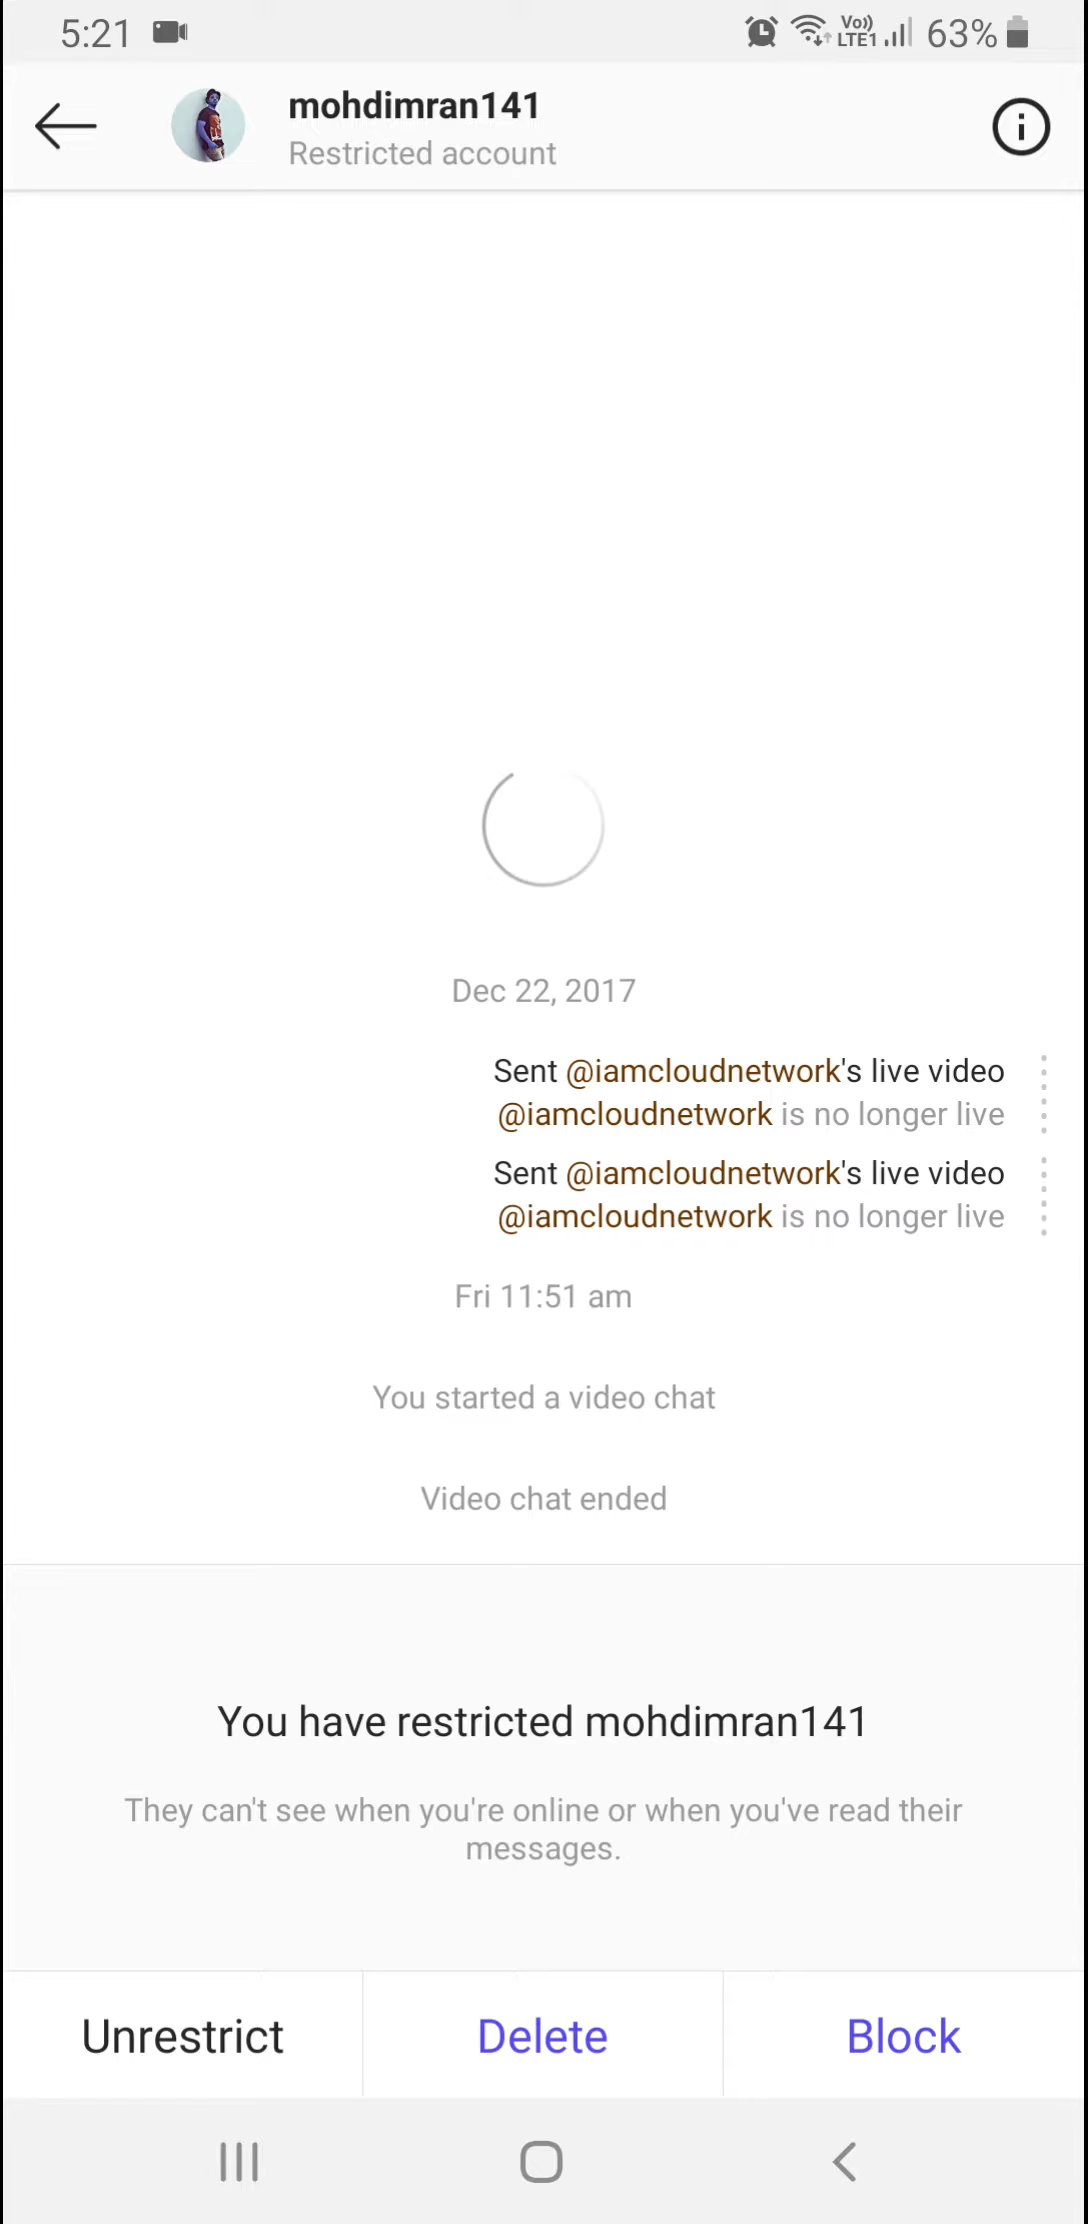 5:21
Vo)) LTE1 63%
mohdimran141
Restricted account
Dec 22, 2017
Sent @iamcloudnetwork's live video
@iamcloudnetwork is no longer live
Sent @iamcloudnetwork's live video
@iamcloudnetwork is no longer live
Fri 11:51 am
You started a video chat
Video chat ended
You have restricted mohdimran141
They can't see when you're online or when you've read their
messages.
Unrestrict Delete Block